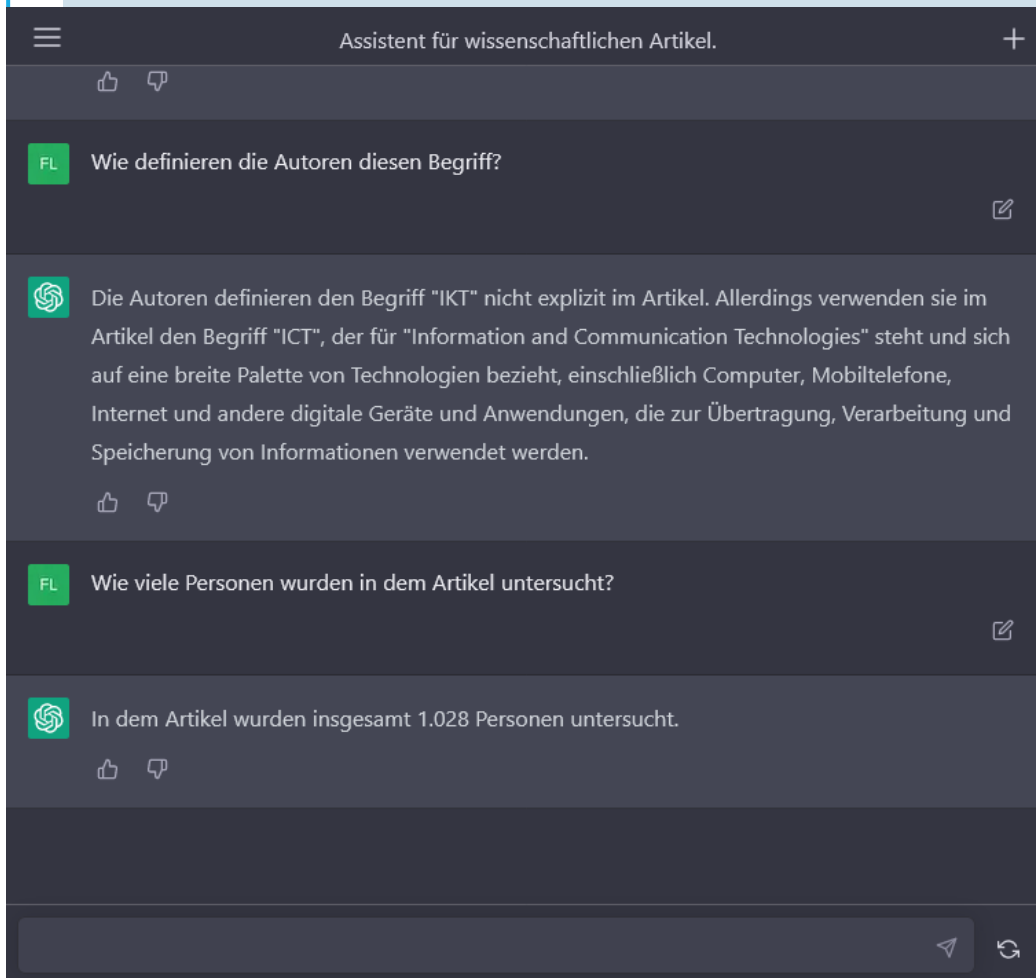 Assistent für wissenschaftlichen Artikel.
FL
Wie definieren die Autoren diesen Begriff?
Die Autoren definieren den Begriff "IKT" nicht explizit im Artikel. Allerdings verwenden sie im
Artikel den Begriff "ICT", der für "Information and Communication Technologies" steht und sich
auf eine breite Palette von Technologien bezieht, einschließlich Computer, Mobiltelefone,
Internet und andere digitale Geräte und Anwendungen, die zur Übertragung, Verarbeitung und
Speicherung von Informationen verwendet werden.
FL
Wie viele Personen wurden in dem Artikel untersucht?
In dem Artikel wurden insgesamt 1.028 Personen untersucht.